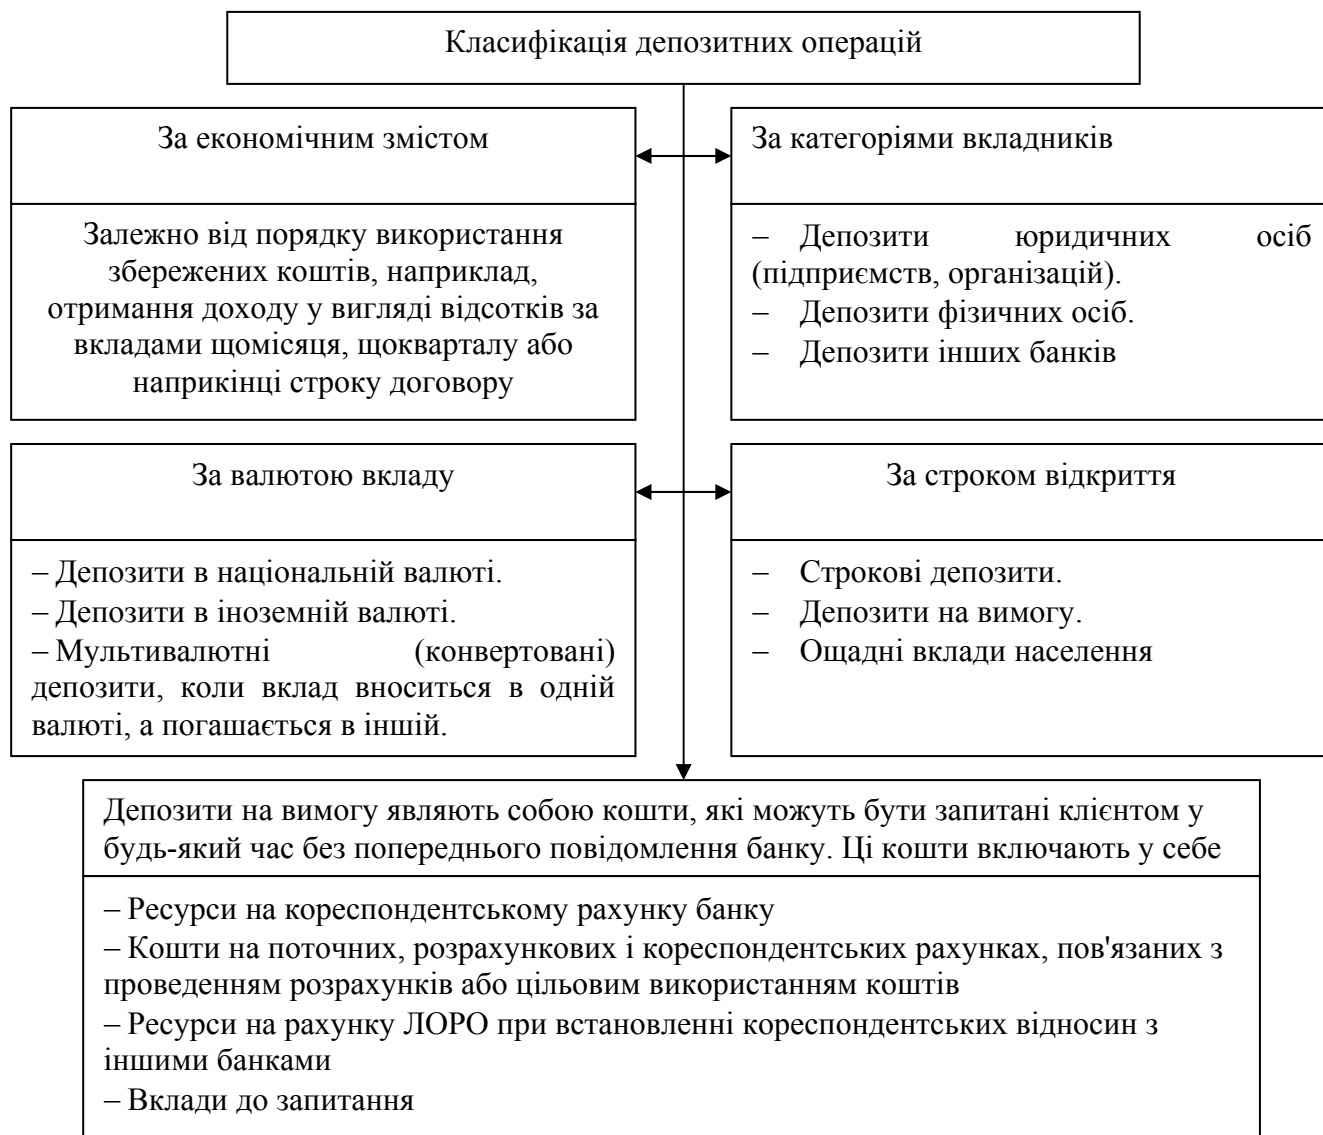 Класифікація депозитних операцій
За економічним змістом
Залежно від порядку використання
збережених коштів, наприклад,
отримання доходу у вигляді відсотків за
вкладами щомісяця, щокварталу або
наприкінці строку договору
За категоріями вкладників
– Депозити юридичних осіб
(підприємств, організацій).
– Депозити фізичних осіб.
– Депозити інших банків
За валютою вкладу
– Депозити в національній валюті.
– Депозити в іноземній валюті.
– Мультивалютні (конвертовані)
депозити, коли вклад вноситься в одній
валюті, а погашається в іншій.
За строком відкриття
– Строкові депозити.
– Депозити на вимогу.
– Ощадні вклади населення
Депозити на вимогу являють собою кошти, які можуть бути запитані клієнтом у
будь-який час без попереднього повідомлення банку. Ці кошти включають у себе
– Ресурси на кореспондентському рахунку банку
– Кошти на поточних, розрахункових і кореспондентських рахунках, пов'язаних з
проведенням розрахунків або цільовим використанням коштів
– Ресурси на рахунку ЛОРО при встановленні кореспондентських відносин з
іншими банками
– Вклади до запитання